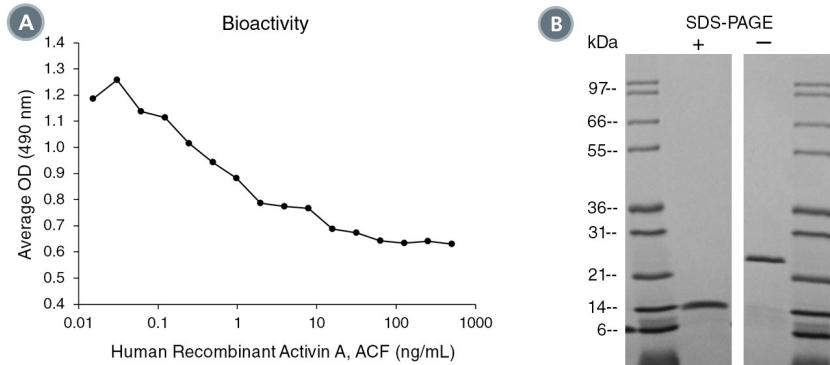 A
Bioactivity
1.4
1.3
1.2
1.1
1.0
0.9
0.8
0.7
0.6
0.5
0.4
Average OD (490 nm)
0.01 0.1 1 10 100 1000
Human Recombinant Activin A, ACF (ng/mL)
B
SDS-PAGE
kDa + −
97--
66--
55--
36--
31--
21--
14--
6--